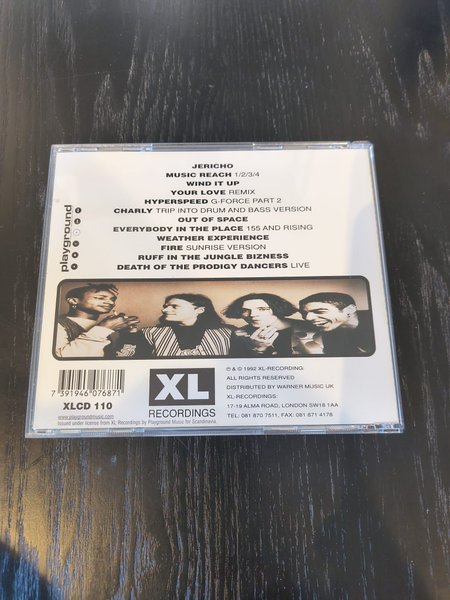 JERICHO
MUSIC REACH 1/2/3/4
WIND IT UP
YOUR LOVE REMIX
HYPERSPEED G-FORCE PART 2
CHARLY TRIP INTO DRUM AND BASS VERSION
OUT OF SPACE
EVERYBODY IN THE PLACE 155 AND RISING
WEATHER EXPERIENCE
FIRE SUNRISE VERSION
RUFF IN THE JUNGLE BIZNESS
DEATH OF THE PRODIGY DANCERS LIVE
playground
7 391946 076871
XLCD 110
www.playgroundmusic.com
Issued under license from XL Recordings by Playground Music for Scandinavia
XL
RECORDINGS
℗ & © 1992 XL-RECORDING:
ALL RIGHTS RESERVED
DISTRIBUTED BY WARNER MUSIC UK
XL-RECORDINGS:
17-19 ALMA ROAD, LONDON SW18 1AA
TEL: 081 870 7511, FAX: 081 871 4178